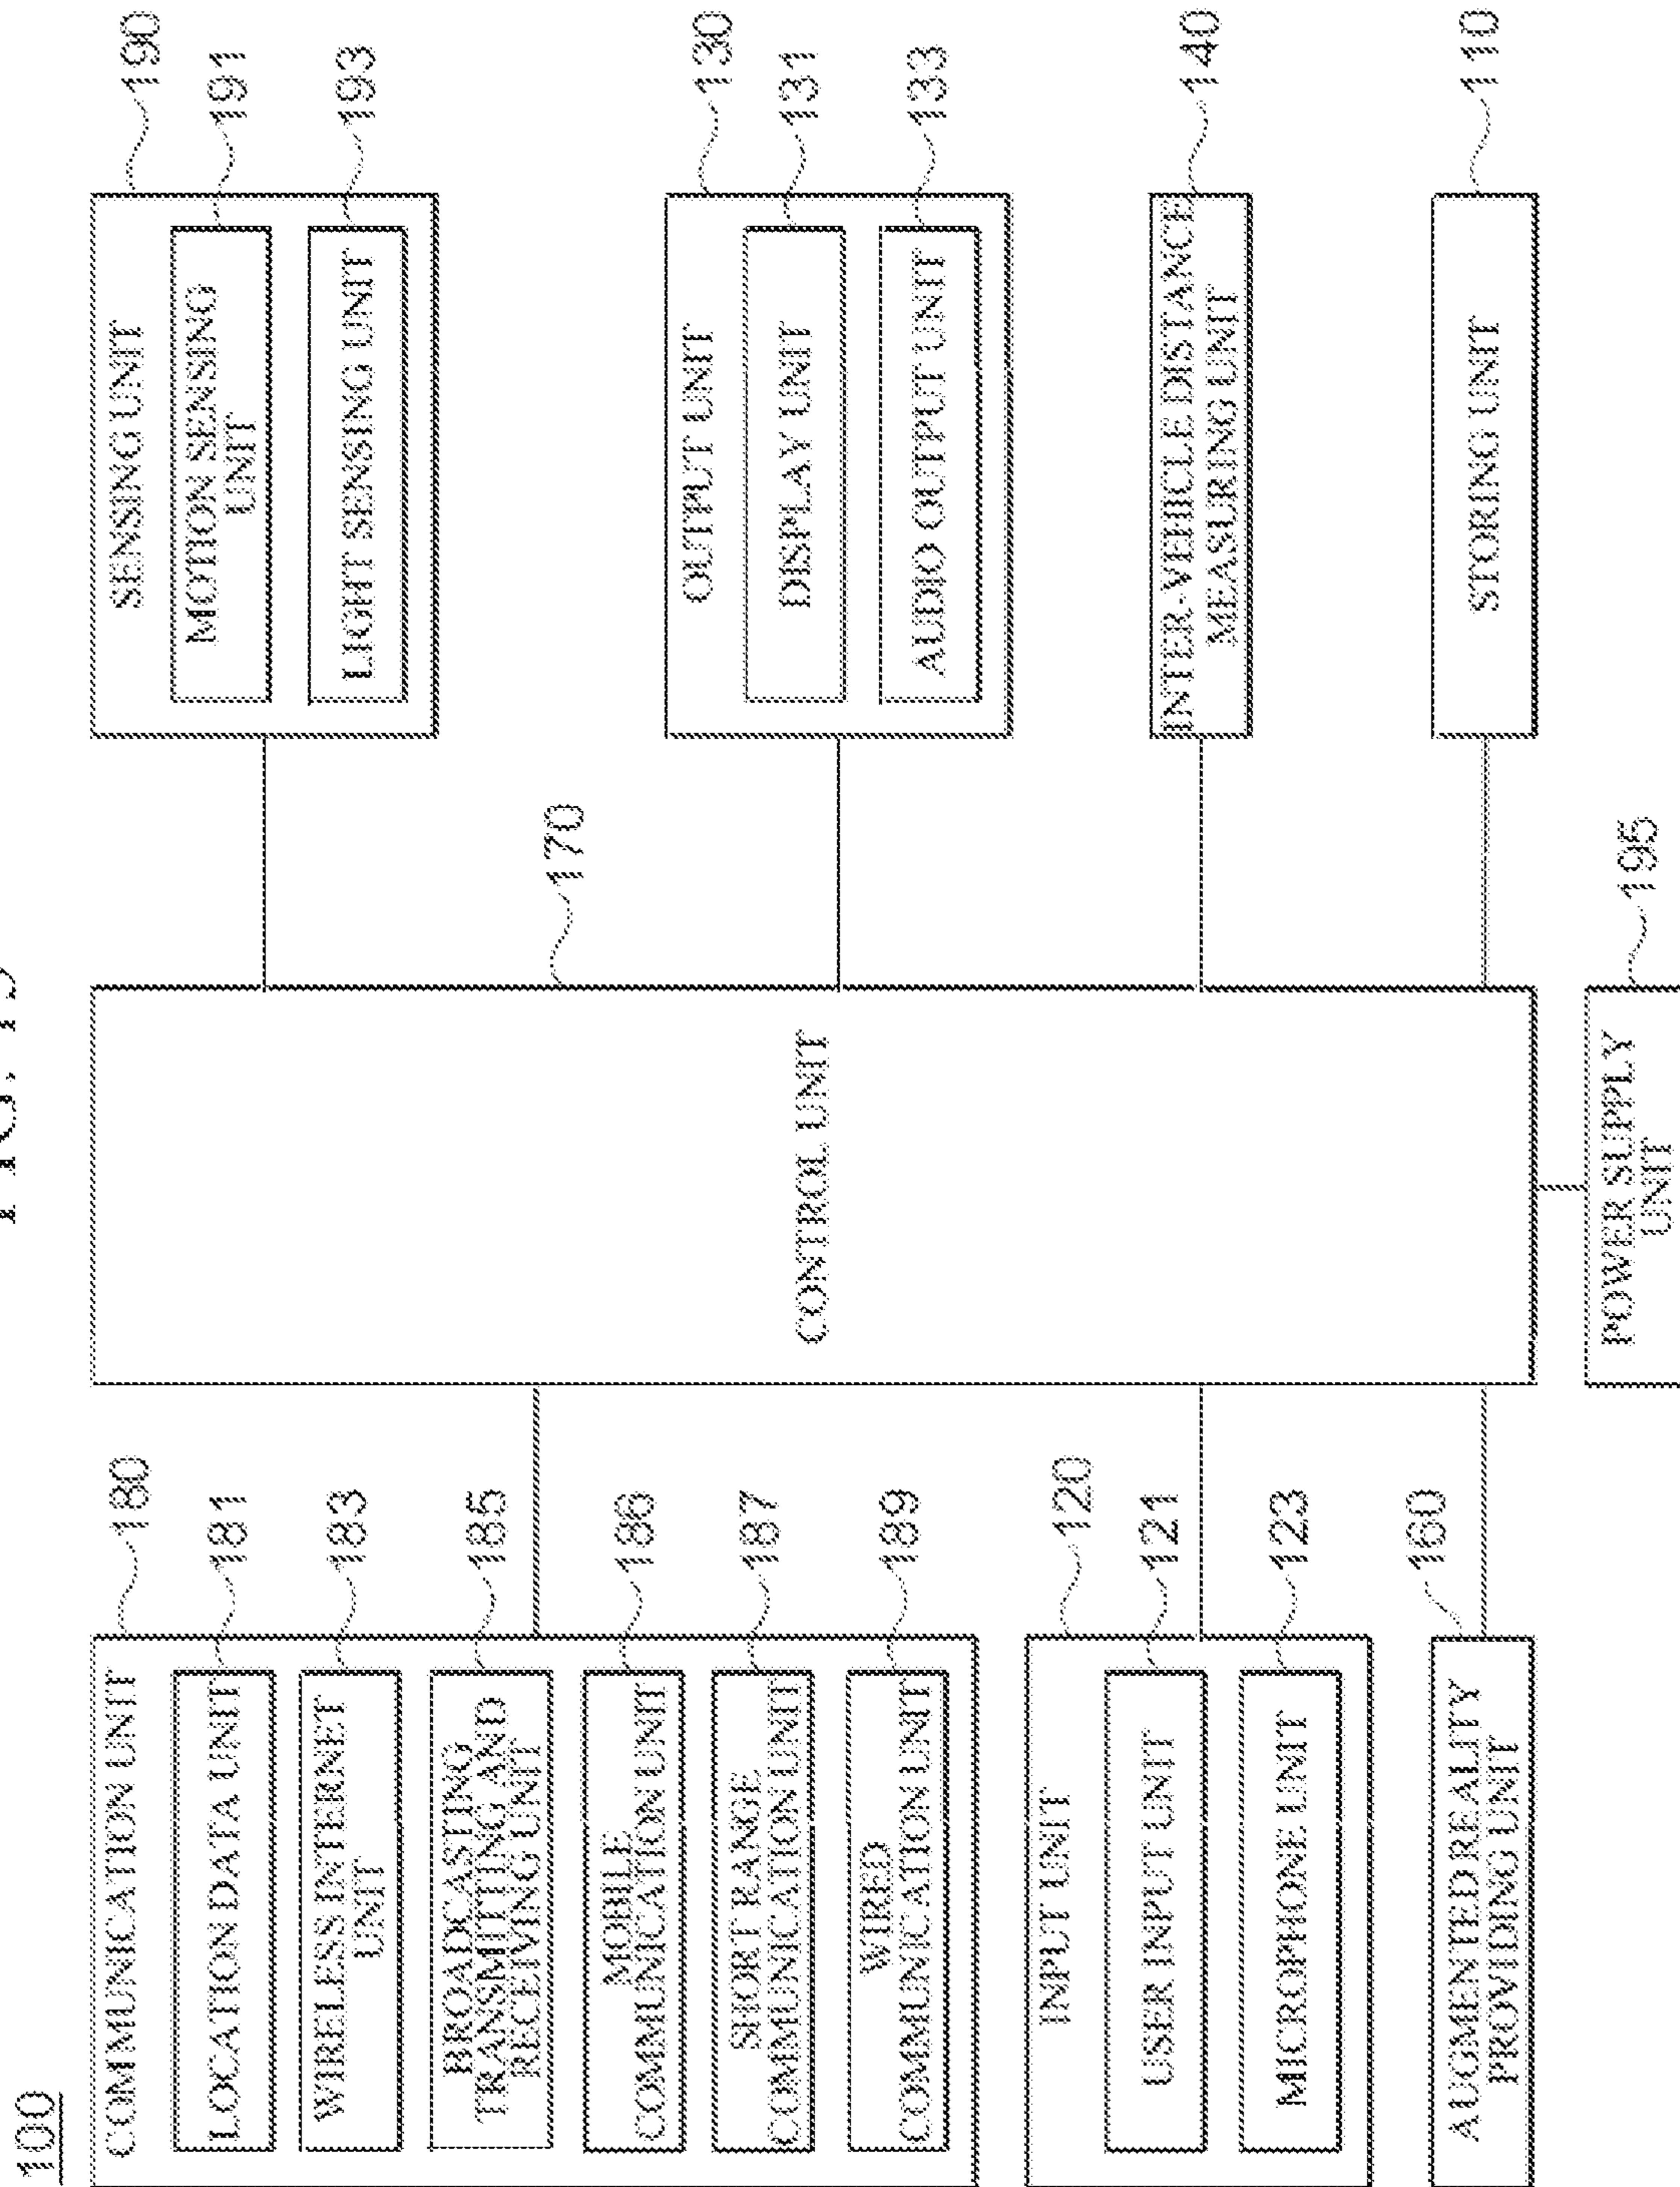 100
COMMUNICATION UNIT
180
LOCATION DATA UNIT
181
WIRELESS INTERNET
UNIT
183
BROADCASTING
TRANSMITTING AND
RECEIVING UNIT
185
MOBILE
COMMUNICATION UNIT
186
SHORT RANGE
COMMUNICATION UNIT
187
WIRED
COMMUNICATION UNIT
189
INPUT UNIT
120
USER INPUT UNIT
121
MICROPHONE UNIT
123
AUGMENTED REALITY
PROVIDING UNIT
160
CONTROL UNIT
170
POWER SUPPLY
UNIT
195
SENSING UNIT
190
MOTION SENSING
UNIT
191
LIGHT SENSING UNIT
193
OUTPUT UNIT
130
DISPLAY UNIT
131
AUDIO OUTPUT UNIT
133
INTER-VEHICLE DISTANCE
MEASURING UNIT
140
STORING UNIT
110